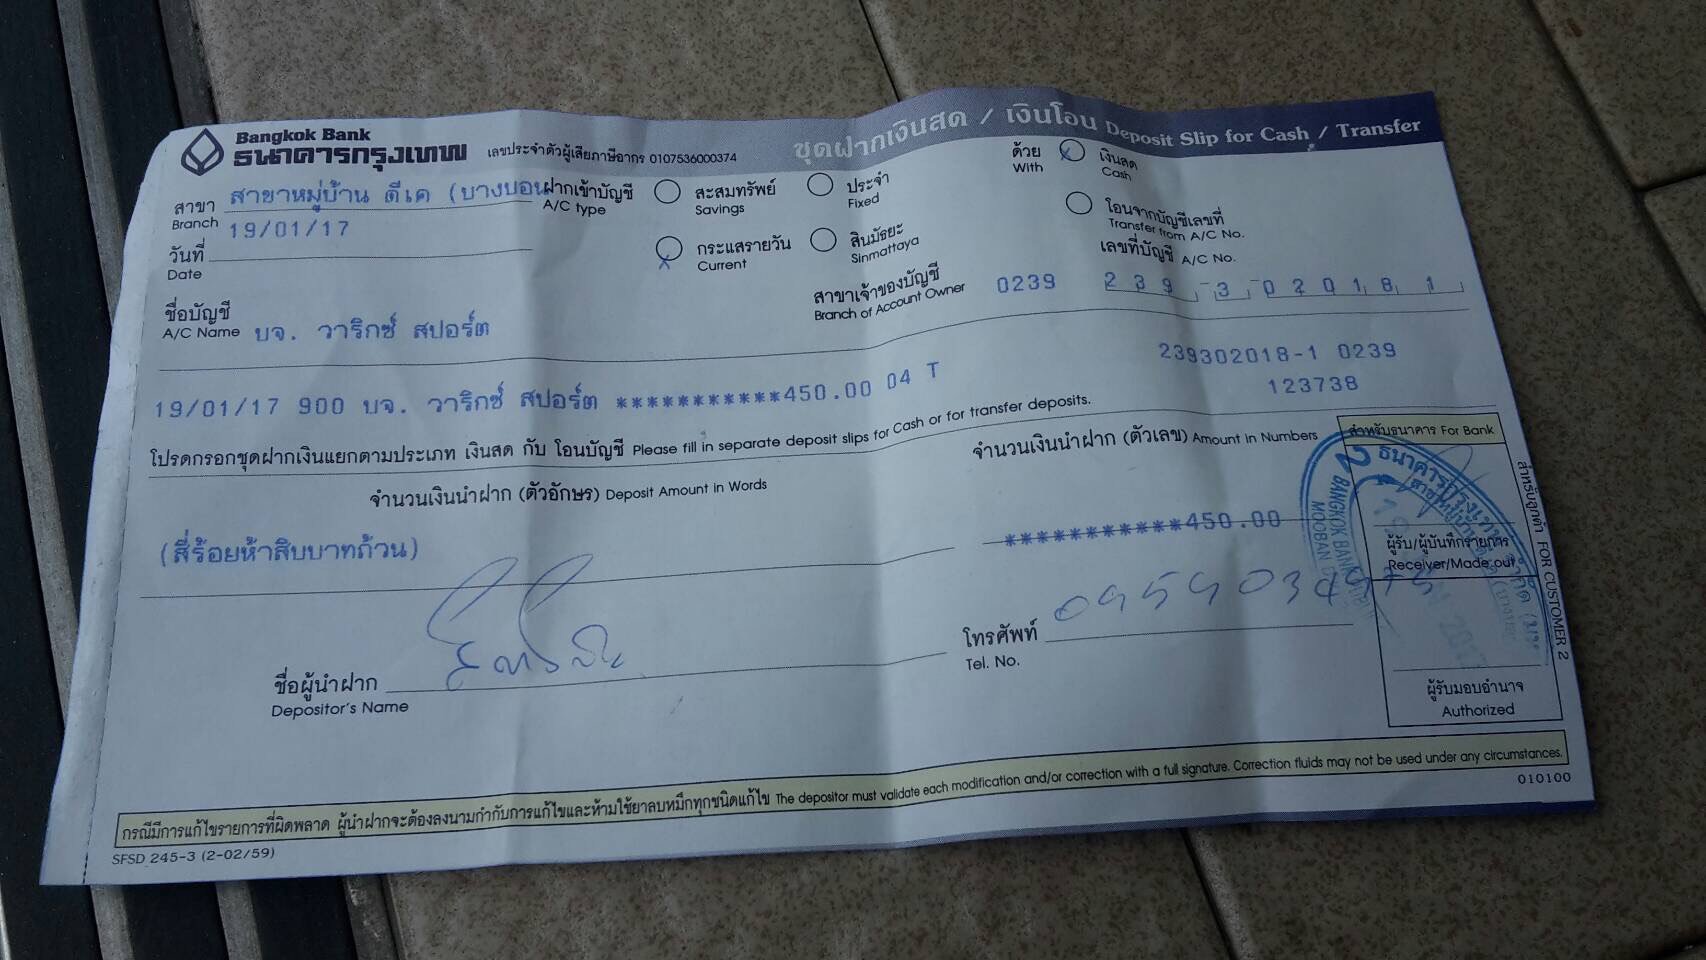 Bangkok Bank
ธนาคารกรุงเทพ
เลขประจำตัวผู้เสียภาษีอากร 0107536000374
ชุดฝากเงินสด / เงินโอน Deposit Slip for Cash / Transfer
สาขา สาขาหมู่บ้าน ดีเค (บางบอน
Branch
วันที่ 19/01/17
Date
ฝากเข้าบัญชี
A/C type
สะสมทรัพย์
Savings
ประจำ
Fixed
กระแสรายวัน
Current
สินมัธยะ
Sinmattaya
ด้วย
With
เงินสด
Cash
โอนจากบัญชีเลขที่
Transfer from A/C No.
เลขที่บัญชี A/C No.
ชื่อบัญชี
A/C Name บจ. วาริกซ์ สปอร์ต
สาขาเจ้าของบัญชี
Branch of Account Owner
0239 239-3-02018 1
19/01/17 900 บจ. วาริกซ์ สปอร์ต ***********450.00 04 T
239302018-1 0239
123738
โปรดกรอกชุดฝากเงินแยกตามประเภท เงินสด กับ โอนบัญชี Please fill in separate deposit slips for Cash or for transfer deposits.
จำนวนเงินนำฝาก (ตัวอักษร) Deposit Amount in Words
จำนวนเงินนำฝาก (ตัวเลข) Amount in Numbers
(สี่ร้อยห้าสิบบาทถ้วน)
************450.00
สำหรับธนาคาร For Bank
ผู้รับ/ผู้บันทึกรายการ
Receiver/Made out
ผู้รับมอบอำนาจ
Authorized
สำหรับลูกค้า FOR CUSTOMER 2
ชื่อผู้นำฝาก
Depositor's Name
โทรศัพท์
Tel. No.
กรณีมีการแก้ไขรายการที่ผิดพลาด ผู้นำฝากจะต้องลงนามกำกับการแก้ไขและห้ามใช้ยาลบหมึกทุกชนิดแก้ไข The depositor must validate each modification and/or correction with a full signature. Correction fluids may not be used under any circumstances.
SFSD 245-3 (2-02/59)
010100